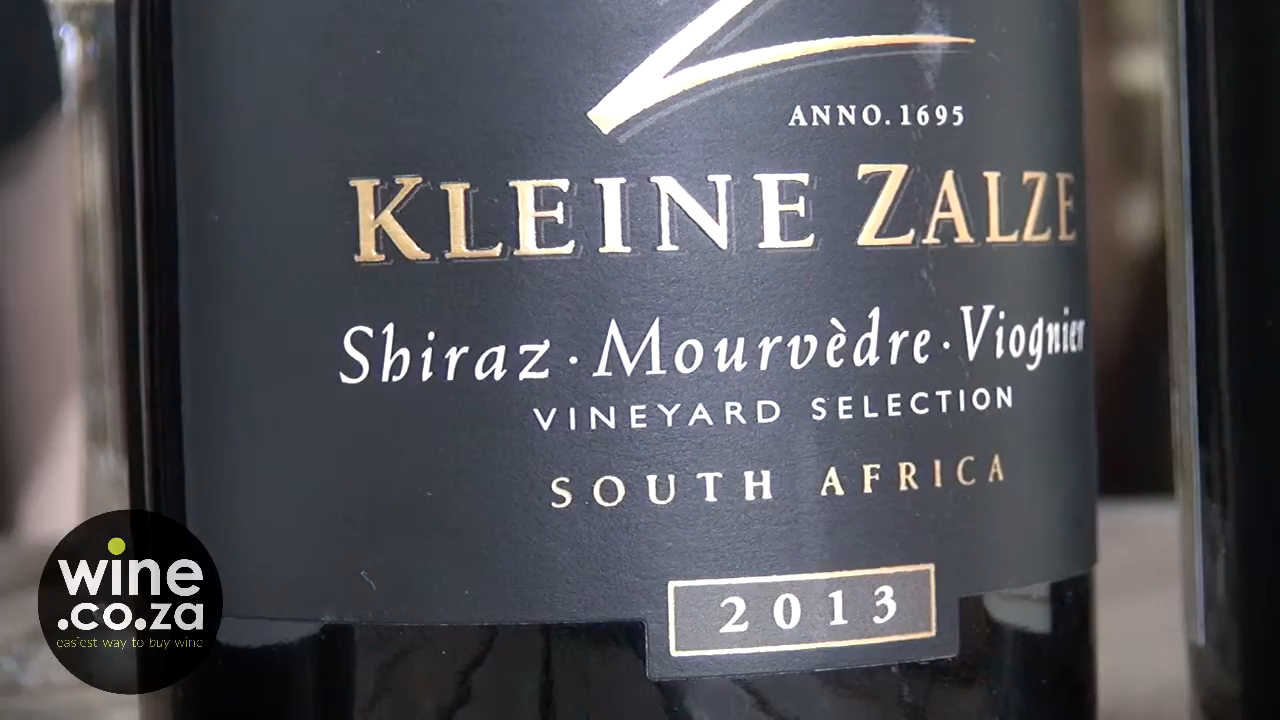 ANNO.1695
KLEINE ZALZE
Shiraz · Mourvèdre · Viognier
VINEYARD SELECTION
SOUTH AFRICA
2013
wine
.co.za
easiest way to buy wine